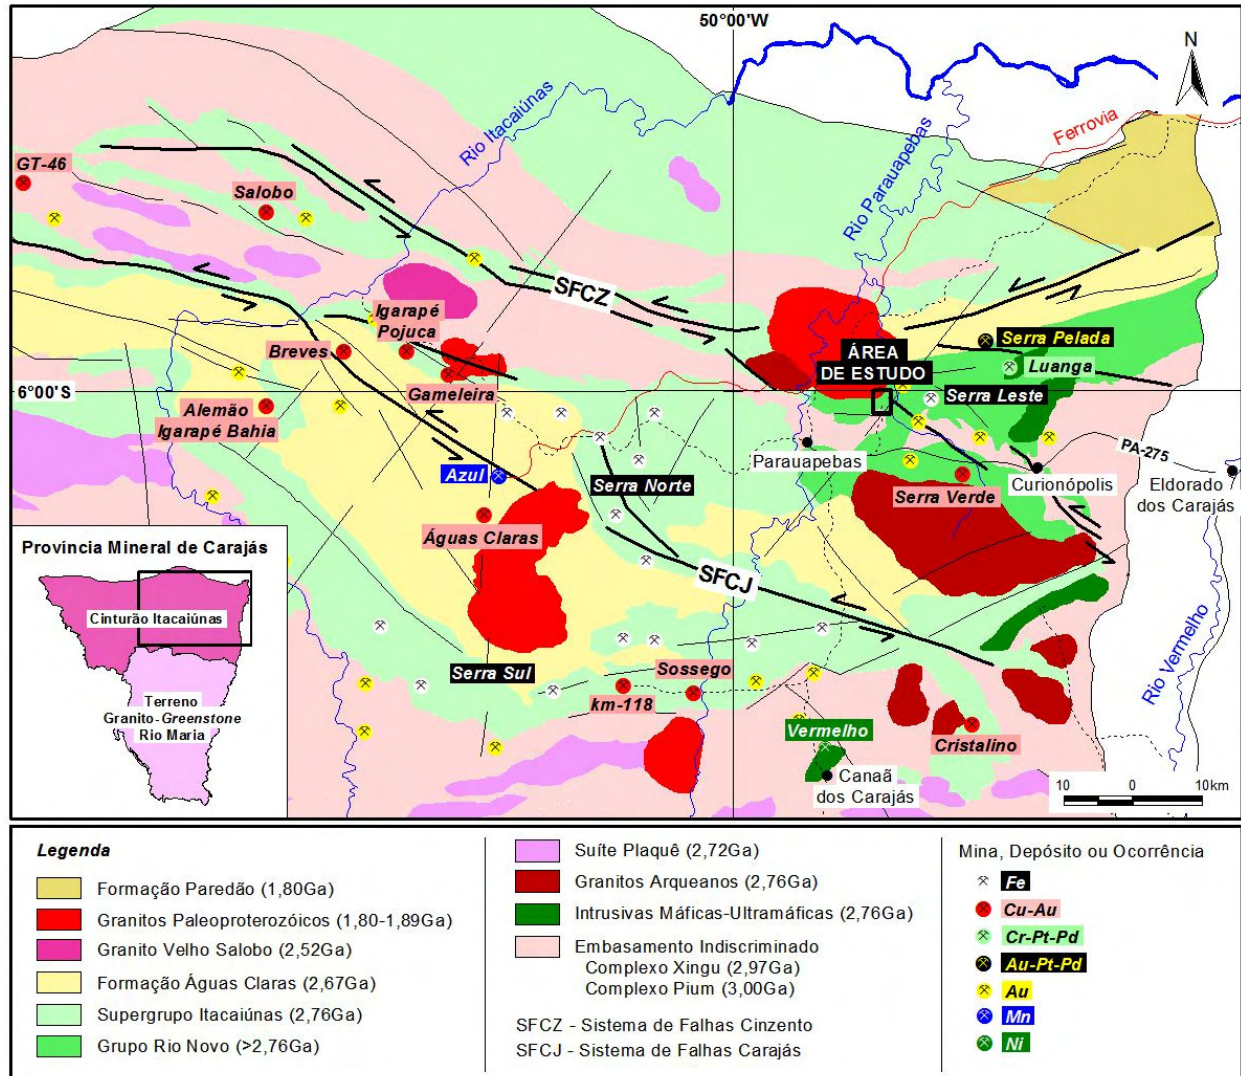 50°00'W
N
Rio Itacaiúnas
Rio Parauapebas
Ferrovia
GT-46
Salobo
SFCZ
Igarapé
Pojuca
Breves
Gameleira
ÁREA
DE ESTUDO
Serra Pelada
Luanga
Serra Leste
6°00'S
Alemão
Igarapé Bahia
Azul
Serra Norte
Parauapebas
PA-275
Curionópolis
Eldorado
dos Carajás
Serra Verde
Águas Claras
SFCJ
Província Mineral de Carajás
Cinturão Itacaiúnas
Terreno
Granito-Greenstone
Rio Maria
Serra Sul
Sossego
km-118
Rio Vermelho
Vermelho
Cristalino
Canaã
dos Carajás
10 0 10km
Legenda
Formação Paredão (1,80Ga)
Granitos Paleoproterozóicos (1,80-1,89Ga)
Granito Velho Salobo (2,52Ga)
Formação Águas Claras (2,67Ga)
Supergrupo Itacaiúnas (2,76Ga)
Grupo Rio Novo (>2,76Ga)
Suíte Plaquê (2,72Ga)
Granitos Arqueanos (2,76Ga)
Intrusivas Máficas-Ultramáficas (2,76Ga)
Embasamento Indiscriminado
Complexo Xingu (2,97Ga)
Complexo Pium (3,00Ga)
SFCZ - Sistema de Falhas Cinzento
SFCJ - Sistema de Falhas Carajás
Mina, Depósito ou Ocorrência
Fe
Cu-Au
Cr-Pt-Pd
Au-Pt-Pd
Au
Mn
Ni